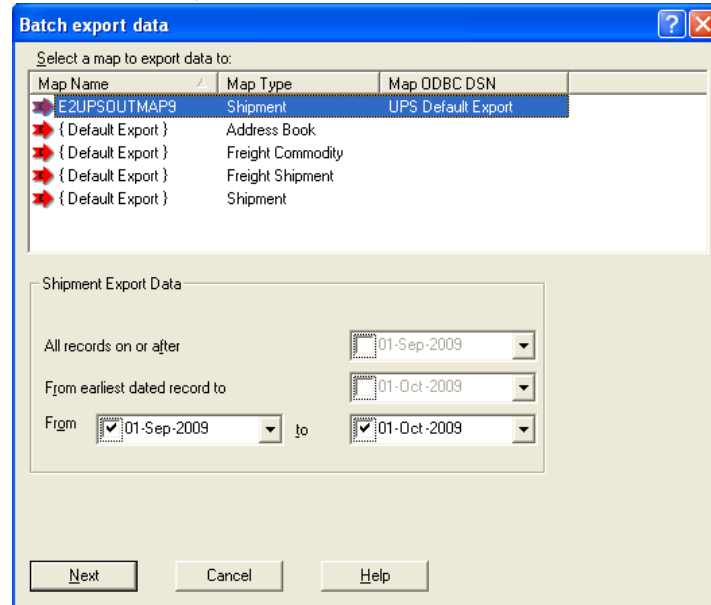 Batch export data
Select a map to export data to:
Map Name Map Type Map ODBC DSN
E2UPSOUTMAP9 Shipment UPS Default Export
{ Default Export } Address Book
{ Default Export } Freight Commodity
{ Default Export } Freight Shipment
{ Default Export } Shipment
Shipment Export Data
All records on or after 01-Sep-2009
From earliest dated record to 01-Oct-2009
From 01-Sep-2009 to 01-Oct-2009
Next Cancel Help